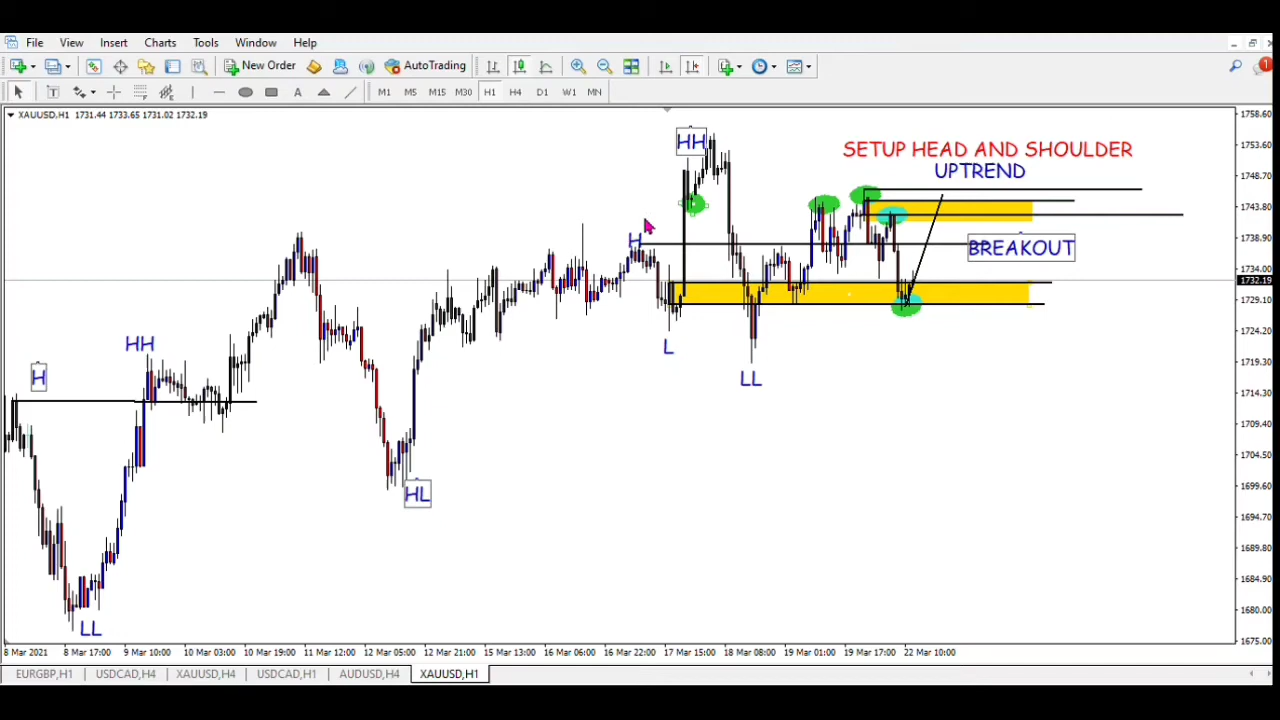 File View Insert Charts Tools Window Help
New Order AutoTrading 1
T A M1 M5 M15 M30 H1 H4 D1 W1 MN
XAUUSD,H1 1731.44 1733.65 1731.02 1732.19
1758.60
HH
SETUP HEAD AND SHOULDER
1753.60
UPTREND
1748.70
1743.80
H
BREAKOUT
1738.90
1734.00
1732.19
1729.10
1724.20
HH
L
1719.30
H
LL
1714.30
1709.40
1704.50
HL
1699.60
1694.70
1689.80
1684.90
1680.00
LL
1675.00
8 Mar 2021 8 Mar 17:00 9 Mar 10:00 10 Mar 03:00 10 Mar 19:00 11 Mar 12:00 12 Mar 05:00 12 Mar 21:00 15 Mar 13:00 16 Mar 06:00 16 Mar 22:00 17 Mar 15:00 18 Mar 08:00 19 Mar 01:00 19 Mar 17:00 22 Mar 10:00
EURGBP,H1 USDCAD,H4 XAUUSD,H4 USDCAD,H1 AUDUSD,H4 XAUUSD,H1